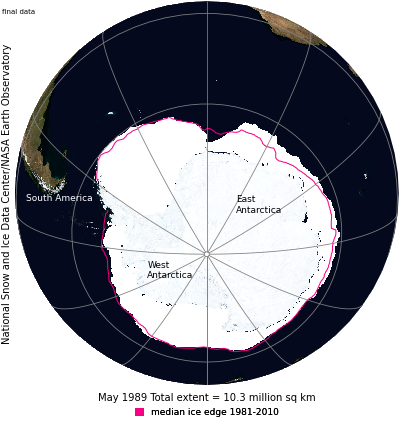 final data
National Snow and Ice Data Center/NASA Earth Observatory
South America
East
Antarctica
West
Antarctica
May 1989 Total extent = 10.3 million sq km
median ice edge 1981-2010